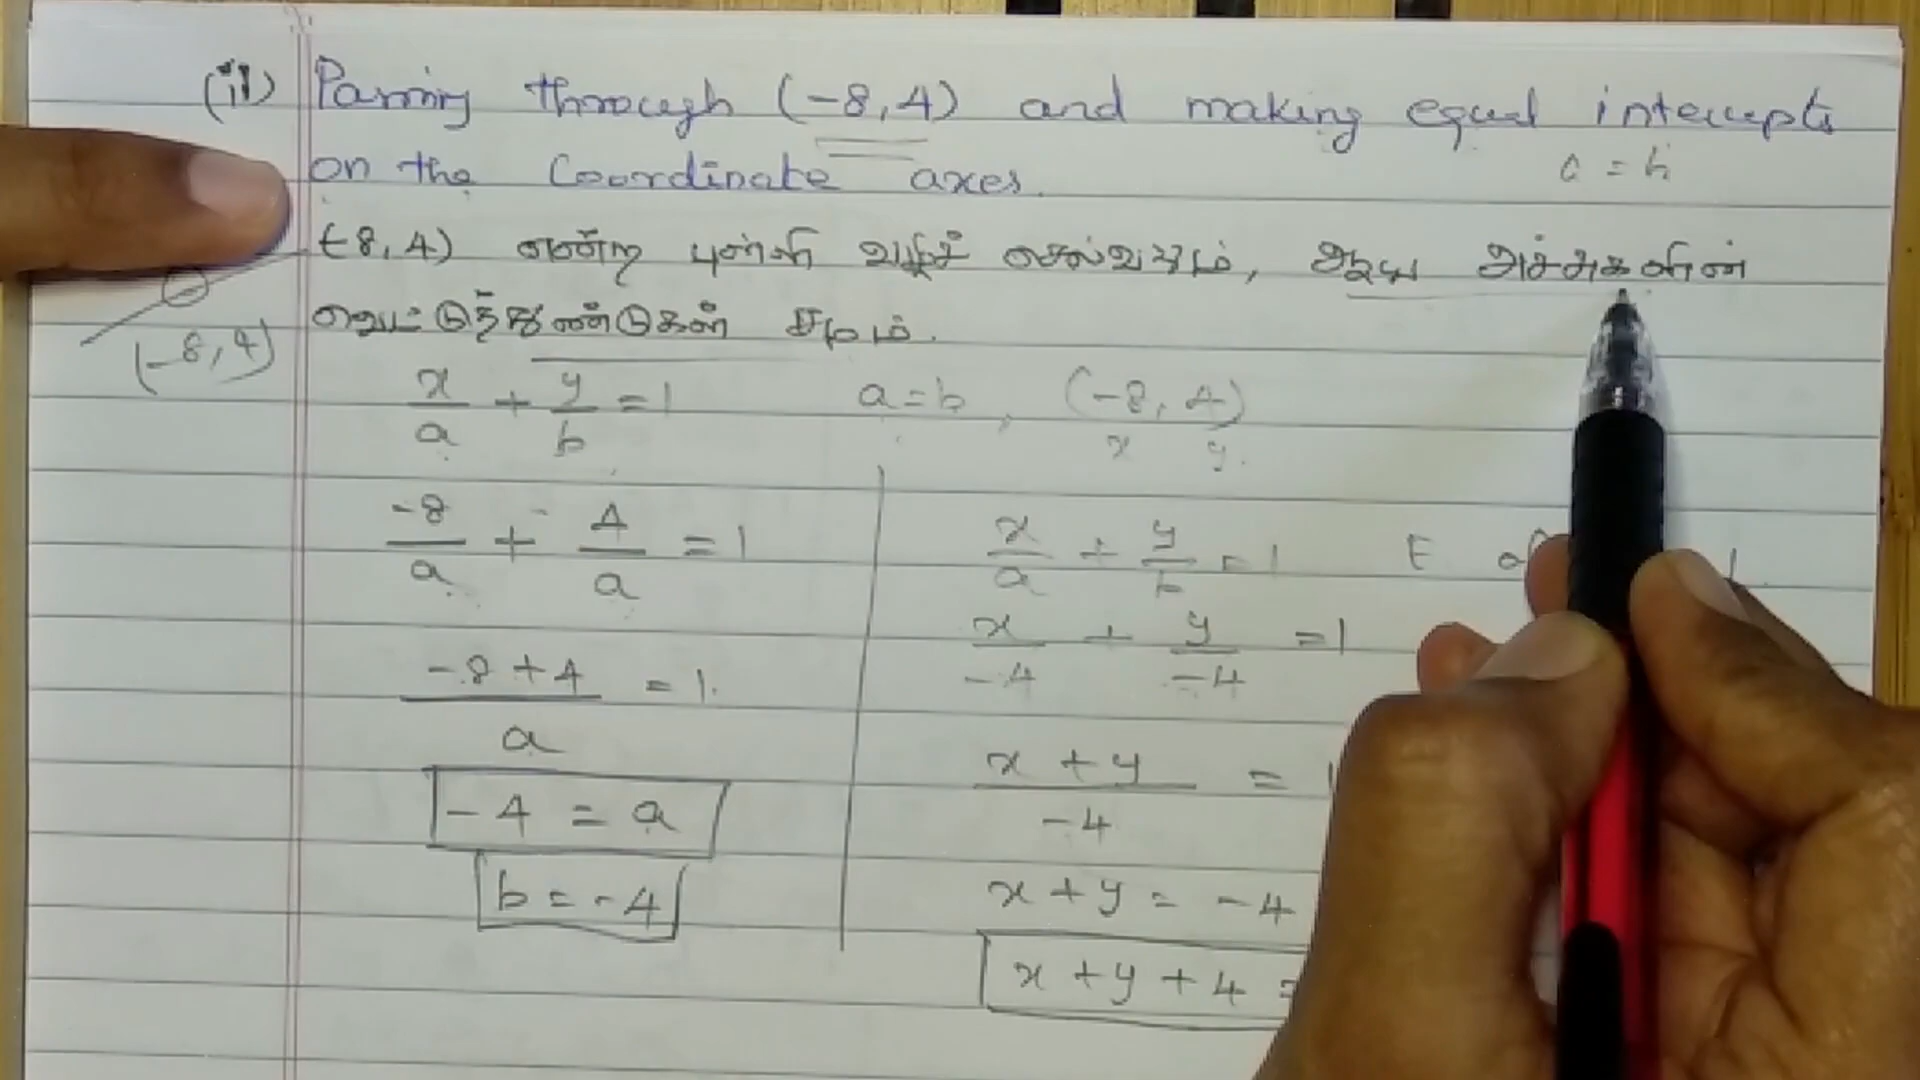 (ii) Passing through (-8,4) and making equal intercepts
on the Coordinate axes.
a = b
(-8,4) என்ற புள்ளி வழிச் செல்வதும், ஆய அச்சுகளின்
வெட்டுத்துண்டுகள் சமம்.
(-8,4)
x/a + y/b = 1 a = b, (-8,4)
x y.
-8/a + 4/a = 1
-8+4/a = 1.
-4 = a
b = -4
x/a + y/b = 1
x/-4 + y/-4 = 1
x + y/-4 = 1
x + y = -4
x + y + 4 =